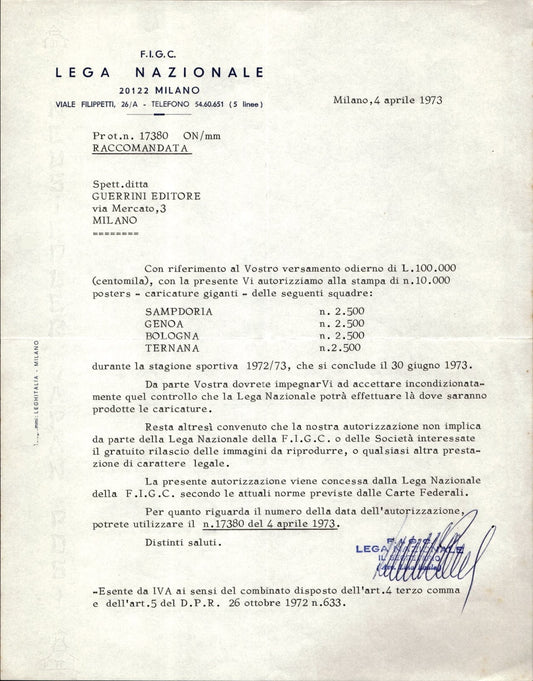 F.I.G.C.
LEGA NAZIONALE
20122 MILANO
VIALE FILIPPETTI, 26/A - TELEFONO 54.60.651 (5 linee)
Milano,4 aprile 1973
Prot.n. 17380 ON/mm
RACCOMANDATA
Spett.ditta
GUERRINI EDITORE
via Mercato,3
MILANO
========
Con riferimento al Vostro versamento odierno di L.100.000
(centomila), con la presente Vi autorizziamo alla stampa di n.10.000
posters - caricature giganti - delle seguenti squadre:
SAMPDORIA n. 2.500
GENOA n. 2.500
BOLOGNA n. 2.500
TERNANA n.2.500
durante la stagione sportiva 1972/73, che si conclude il 30 giugno 1973.
Da parte Vostra dovrete impegnarVi ad accettare incondizionata-
mente quel controllo che la Lega Nazionale potrà effettuare là dove saranno
prodotte le caricature.
Resta altresì convenuto che la nostra autorizzazione non implica
da parte della Lega Nazionale della F.I.G.C. o delle Società interessate
il gratuito rilascio delle immagini da riprodurre, o qualsiasi altra presta-
zione di carattere legale.
La presente autorizzazione viene concessa dalla Lega Nazionale
della F.I.G.C. secondo le attuali norme previste dalle Carte Federali.
Per quanto riguarda il numero della data dell'autorizzazione,
potrete utilizzare il n.17380 del 4 aprile 1973.
Distinti saluti.
F.I.G.C.
LEGA NAZIONALE
-Esente da IVA ai sensi del combinato disposto dell'art.4 terzo comma
e dell'art.5 del D.P.R. 26 ottobre 1972 n.633.
LEGHITALIA - MILANO